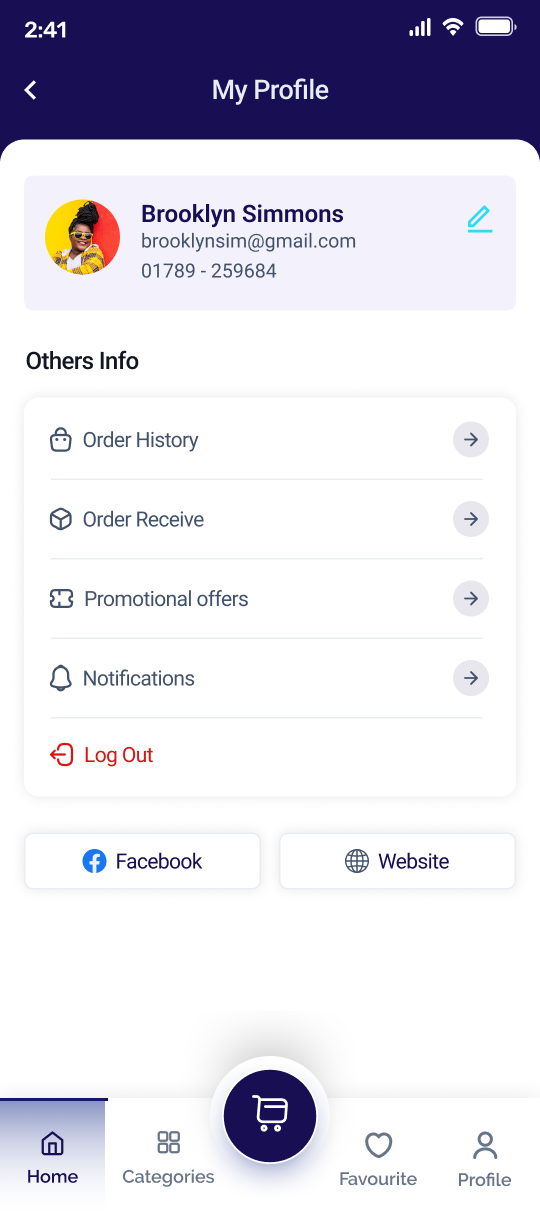 2:41
My Profile
Brooklyn Simmons
brooklynsim@gmail.com
01789 - 259684
Others Info
Order History
Order Receive
Promotional offers
Notifications
Log Out
Facebook
Website
Home
Categories
Favourite
Profile